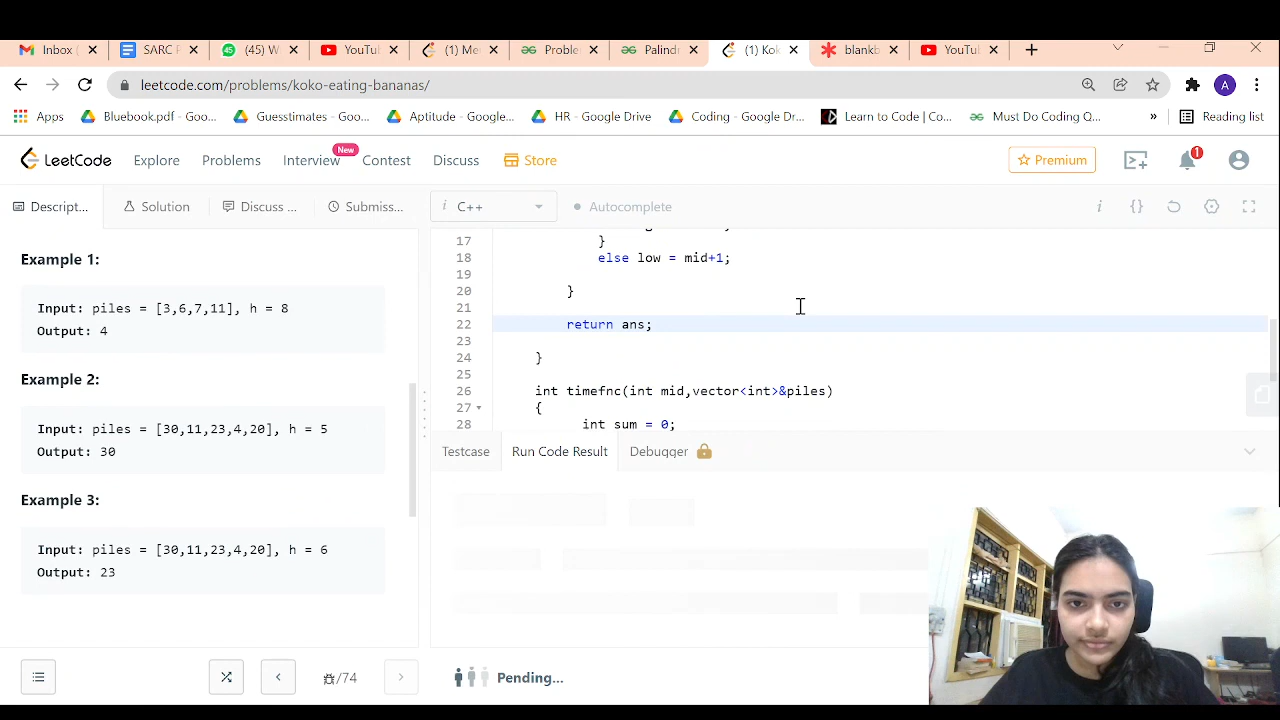 Inbox (
SARC P
(45) W
YouTu
(1) Me
Proble
Palind
(1) Kok
blankb
YouTu
leetcode.com/problems/koko-eating-bananas/
A
Apps
Bluebook.pdf - Goo...
Guesstimates - Goo...
Aptitude - Google...
HR - Google Drive
Coding - Google Dr...
Learn to Code | Co...
Must Do Coding Q...
»
Reading list
LeetCode
Explore
Problems
Interview
New
Contest
Discuss
Store
Premium
1
Descript...
Solution
Discuss ...
Submiss...
i C++
Autocomplete
i
{}
Example 1:
Input: piles = [3,6,7,11], h = 8
Output: 4
Example 2:
Input: piles = [30,11,23,4,20], h = 5
Output: 30
Example 3:
Input: piles = [30,11,23,4,20], h = 6
Output: 23
17 }
18 else low = mid+1;
19
20 }
21
22 return ans;
23
24 }
25
26 int timefnc(int mid,vector<int>&piles)
27 {
28 int sum = 0;
Testcase
Run Code Result
Debugger
/74
Pending...